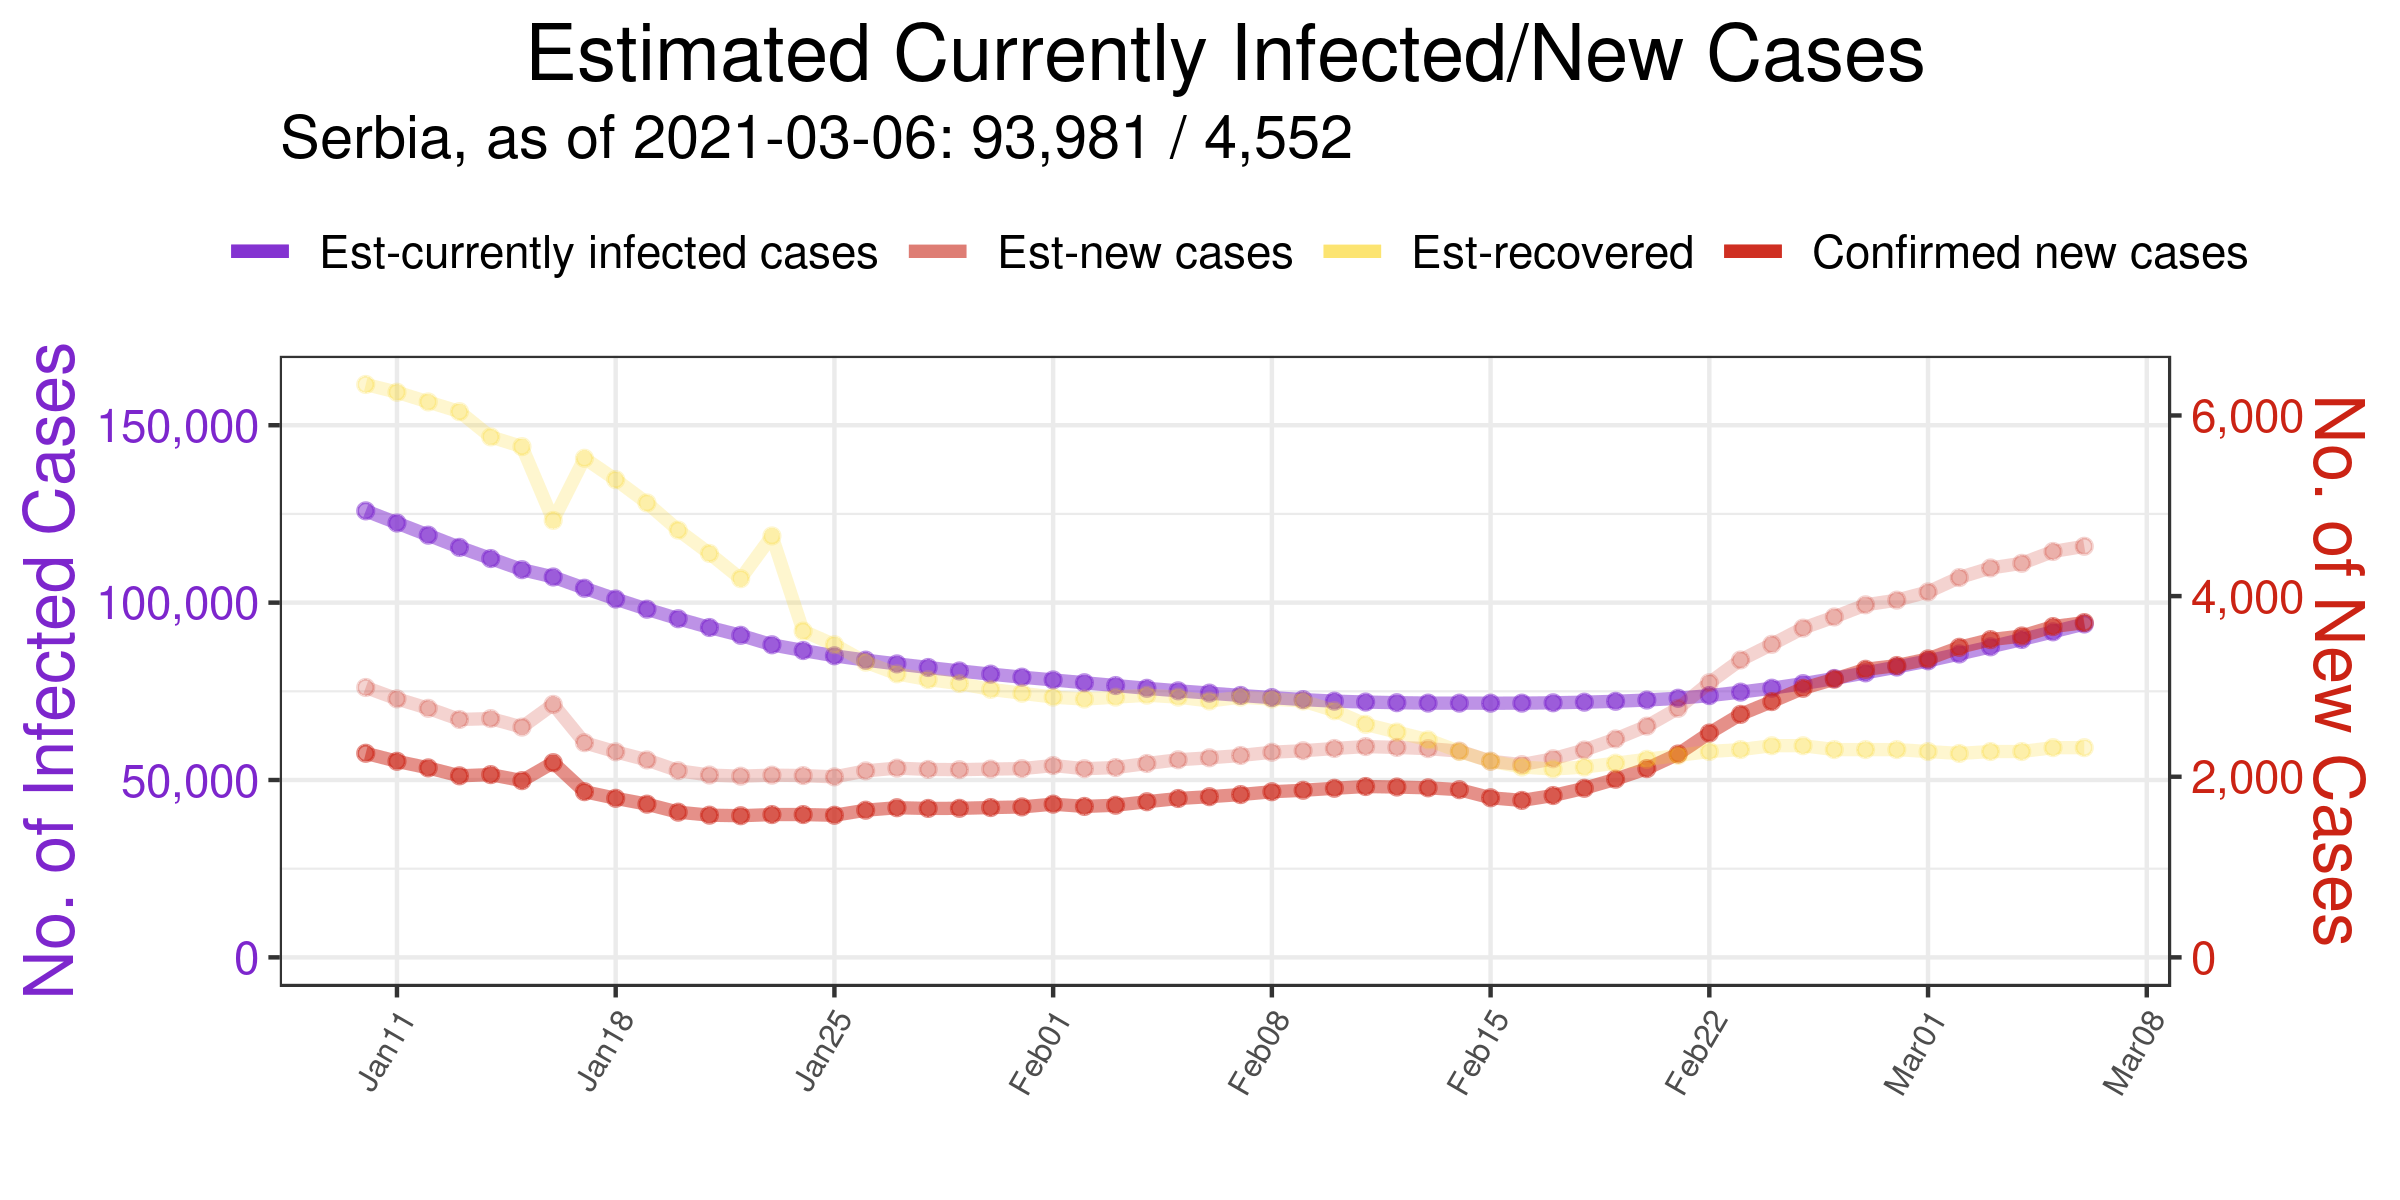 Estimated Currently Infected/New Cases
Serbia, as of 2021-03-06: 93,981 / 4,552
Est-currently infected cases Est-new cases Est-recovered Confirmed new cases
No. of Infected Cases
150,000
100,000
50,000
0
6,000
4,000
2,000
0
No. of New Cases
Jan11 Jan18 Jan25 Feb01 Feb08 Feb15 Feb22 Mar01 Mar08